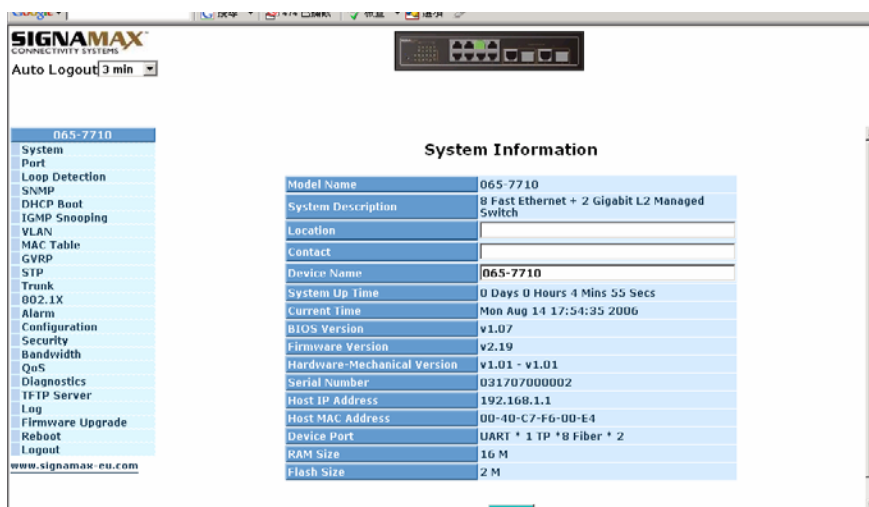 SIGNAMAX
CONNECTIVITY SYSTEMS
Auto Logout 3 min
065-7710
System
Port
Loop Detection
SNMP
DHCP Boot
IGMP Snooping
VLAN
MAC Table
GVRP
STP
Trunk
802.1X
Alarm
Configuration
Security
Bandwidth
QoS
Diagnostics
TFTP Server
Log
Firmware Upgrade
Reboot
Logout
www.signamax-eu.com
System Information
Model Name 065-7710
System Description 8 Fast Ethernet + 2 Gigabit L2 Managed
Switch
Location
Contact
Device Name 065-7710
System Up Time 0 Days 0 Hours 4 Mins 55 Secs
Current Time Mon Aug 14 17:54:35 2006
BIOS Version v1.07
Firmware Version v2.19
Hardware-Mechanical Version v1.01 - v1.01
Serial Number 031707000002
Host IP Address 192.168.1.1
Host MAC Address 00-40-C7-F6-00-E4
Device Port UART * 1 TP *8 Fiber * 2
RAM Size 16 M
Flash Size 2 M